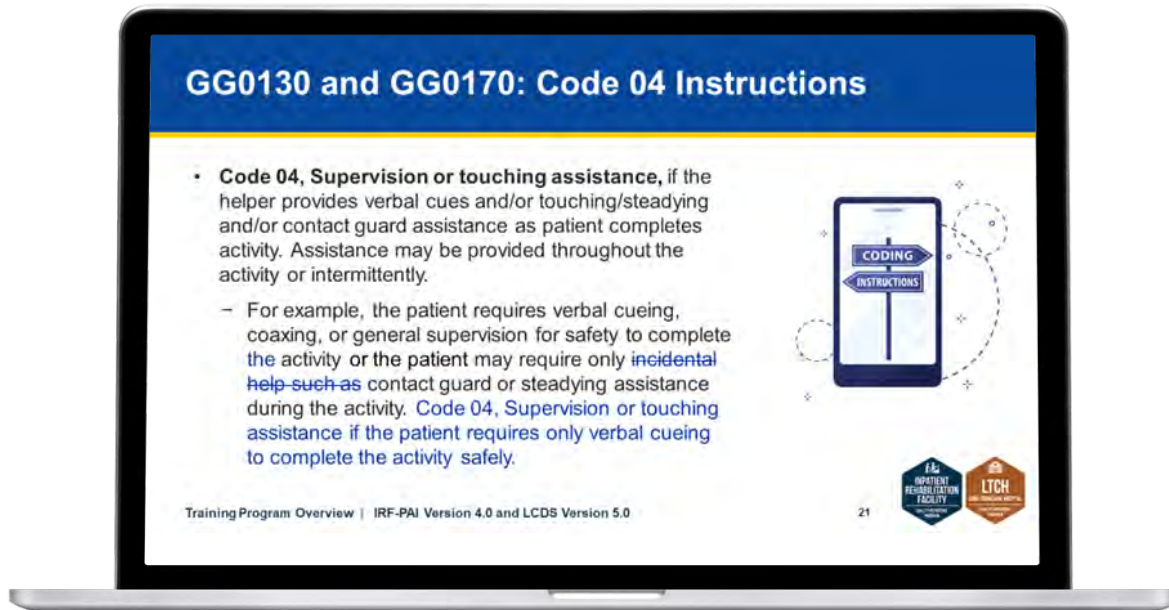 GG0130 and GG0170: Code 04 Instructions
• Code 04, Supervision or touching assistance, if the
helper provides verbal cues and/or touching/steadying
and/or contact guard assistance as patient completes
activity. Assistance may be provided throughout the
activity or intermittently.
– For example, the patient requires verbal cueing,
coaxing, or general supervision for safety to complete
the activity or the patient may require only incidental
help such as contact guard or steadying assistance
during the activity. Code 04, Supervision or touching
assistance if the patient requires only verbal cueing
to complete the activity safely.
CODING
INSTRUCTIONS
Training Program Overview | IRF-PAI Version 4.0 and LCDS Version 5.0
21
INPATIENT
REHABILITATION
FACILITY
LTCH